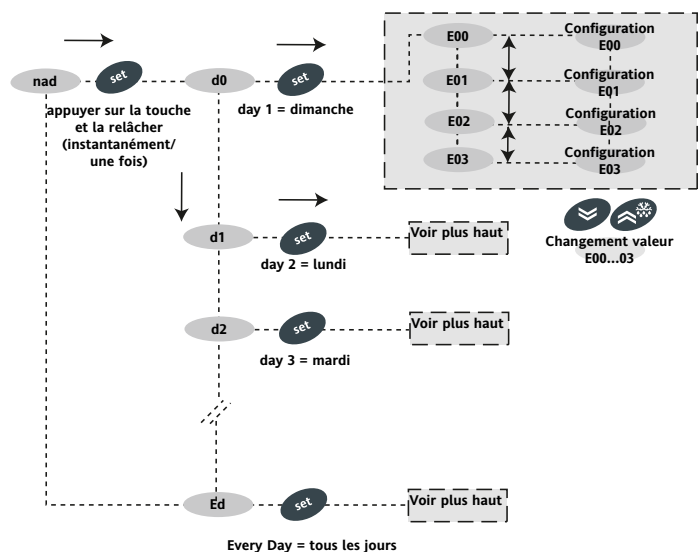 nad
set
appuyer sur la touche
et la relâcher
(instantanément/
une fois)
d0
set
day 1 = dimanche
E00
E01
E02
E03
Configuration
E00
Configuration
E01
Configuration
E02
Configuration
E03
Changement valeur
E00...03
d1
set
day 2 = lundi
Voir plus haut
d2
set
day 3 = mardi
Voir plus haut
Ed
set
Voir plus haut
Every Day = tous les jours